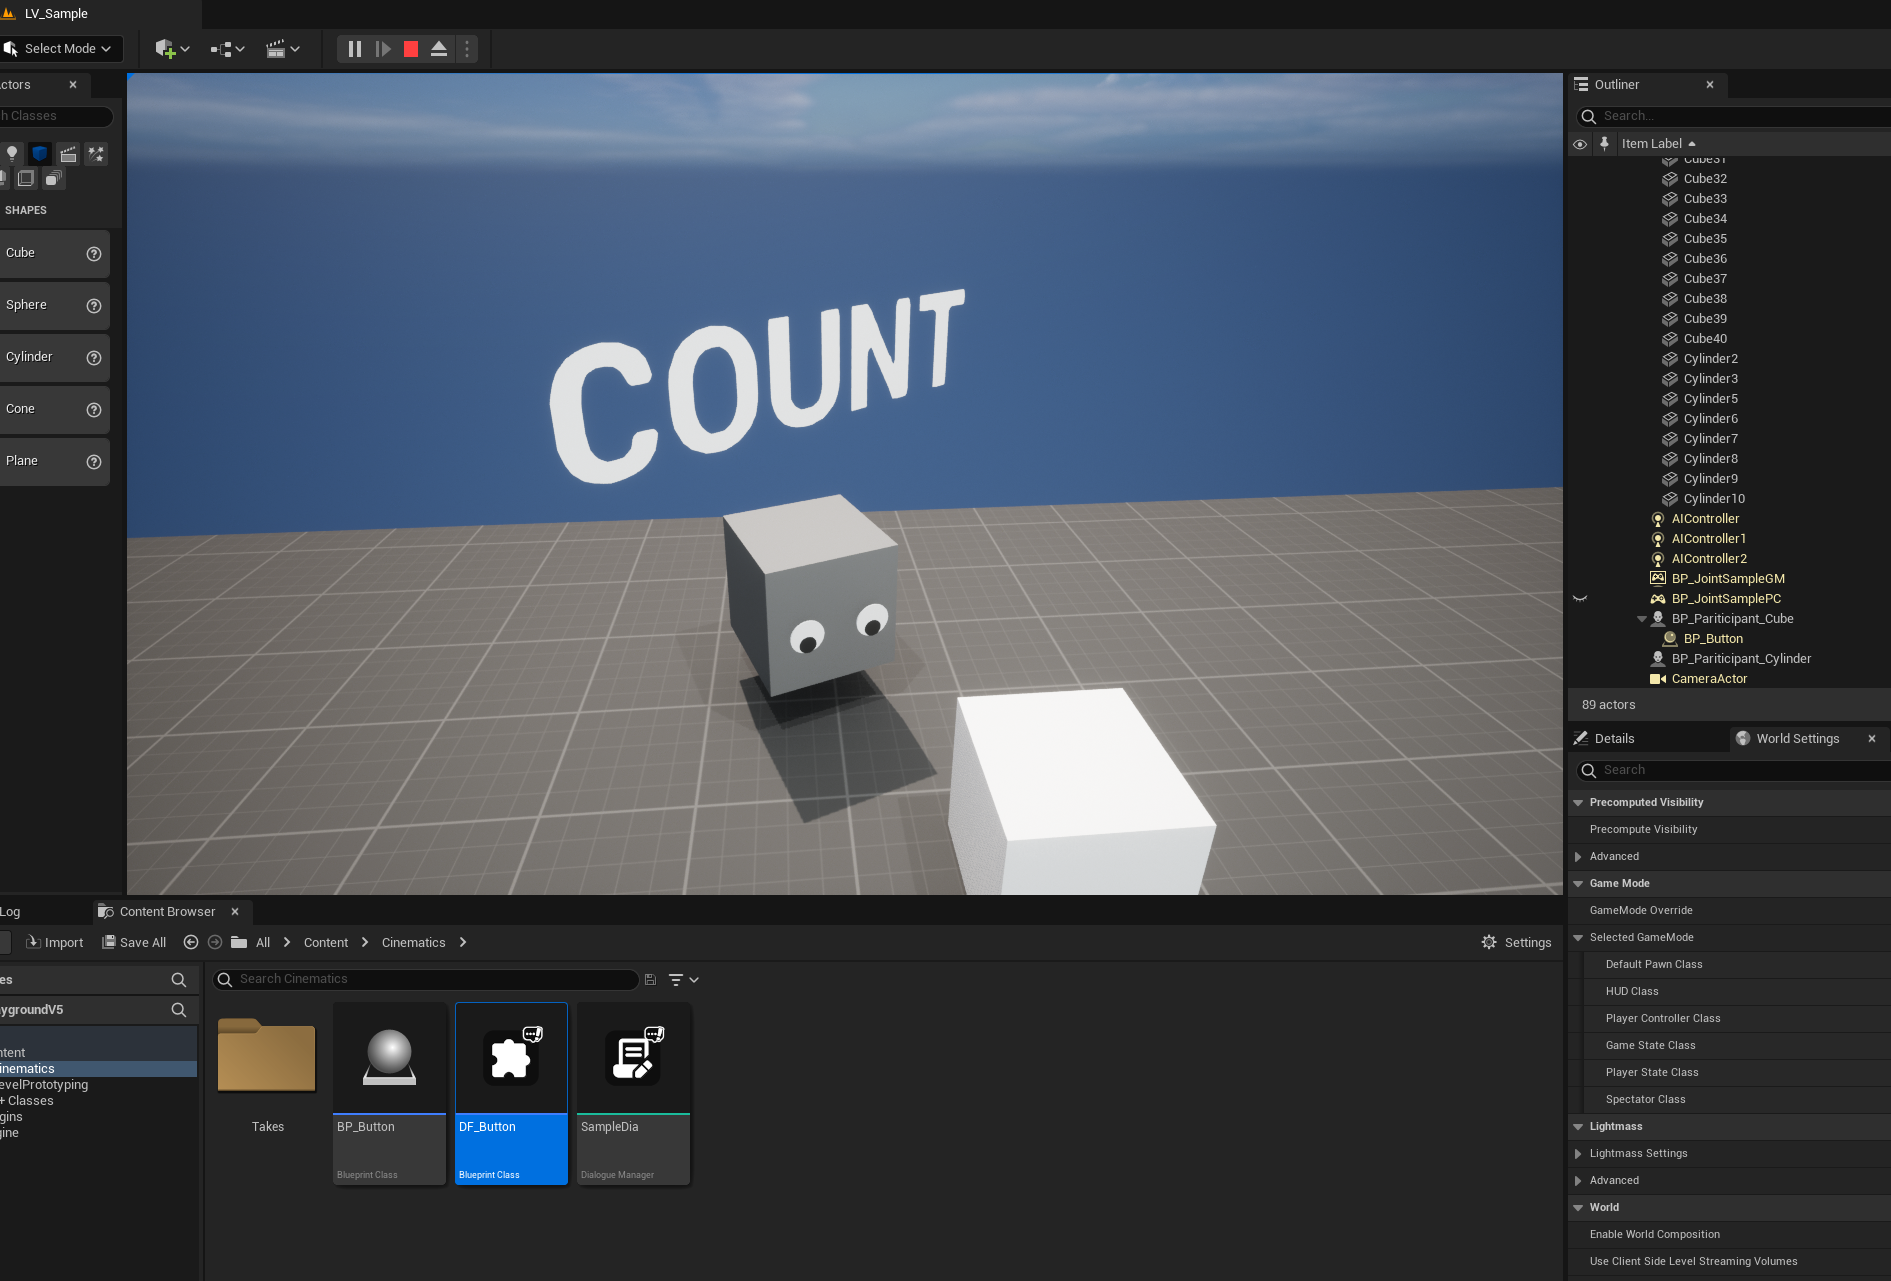 LV_Sample
Select Mode
Outliner
Search...
Item Label
Cube31
Cube32
Cube33
Cube34
Cube35
Cube36
Cube37
Cube38
Cube39
Cube40
Cylinder2
Cylinder3
Cylinder5
Cylinder6
Cylinder7
Cylinder8
Cylinder9
Cylinder10
AIController
AIController1
AIController2
BP_JointSampleGM
BP_JointSamplePC
BP_Pariticipant_Cube
BP_Button
BP_Pariticipant_Cylinder
CameraActor
89 actors
ctors
h Classes
SHAPES
Cube
Sphere
Cylinder
Cone
Plane
COUNT
Details
World Settings
Search
Precomputed Visibility
Precompute Visibility
Advanced
Game Mode
GameMode Override
Selected GameMode
Default Pawn Class
HUD Class
Player Controller Class
Game State Class
Player State Class
Spectator Class
Lightmass
Lightmass Settings
Advanced
World
Enable World Composition
Use Client Side Level Streaming Volumes
Log
Content Browser
Import
Save All
All
Content
Cinematics
Settings
es
ygroundV5
ntent
inematics
evelPrototyping
+ Classes
gins
gine
Search Cinematics
Takes
BP_Button
Blueprint Class
DF_Button
Blueprint Class
SampleDia
Dialogue Manager